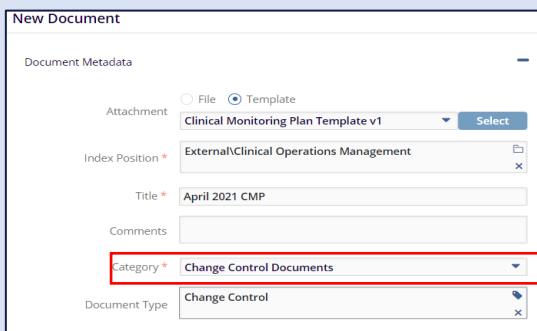 New Document
Document Metadata
Attachment File Template
Clinical Monitoring Plan Template v1 Select
Index Position * External\Clinical Operations Management
Title * April 2021 CMP
Comments
Category * Change Control Documents
Document Type Change Control